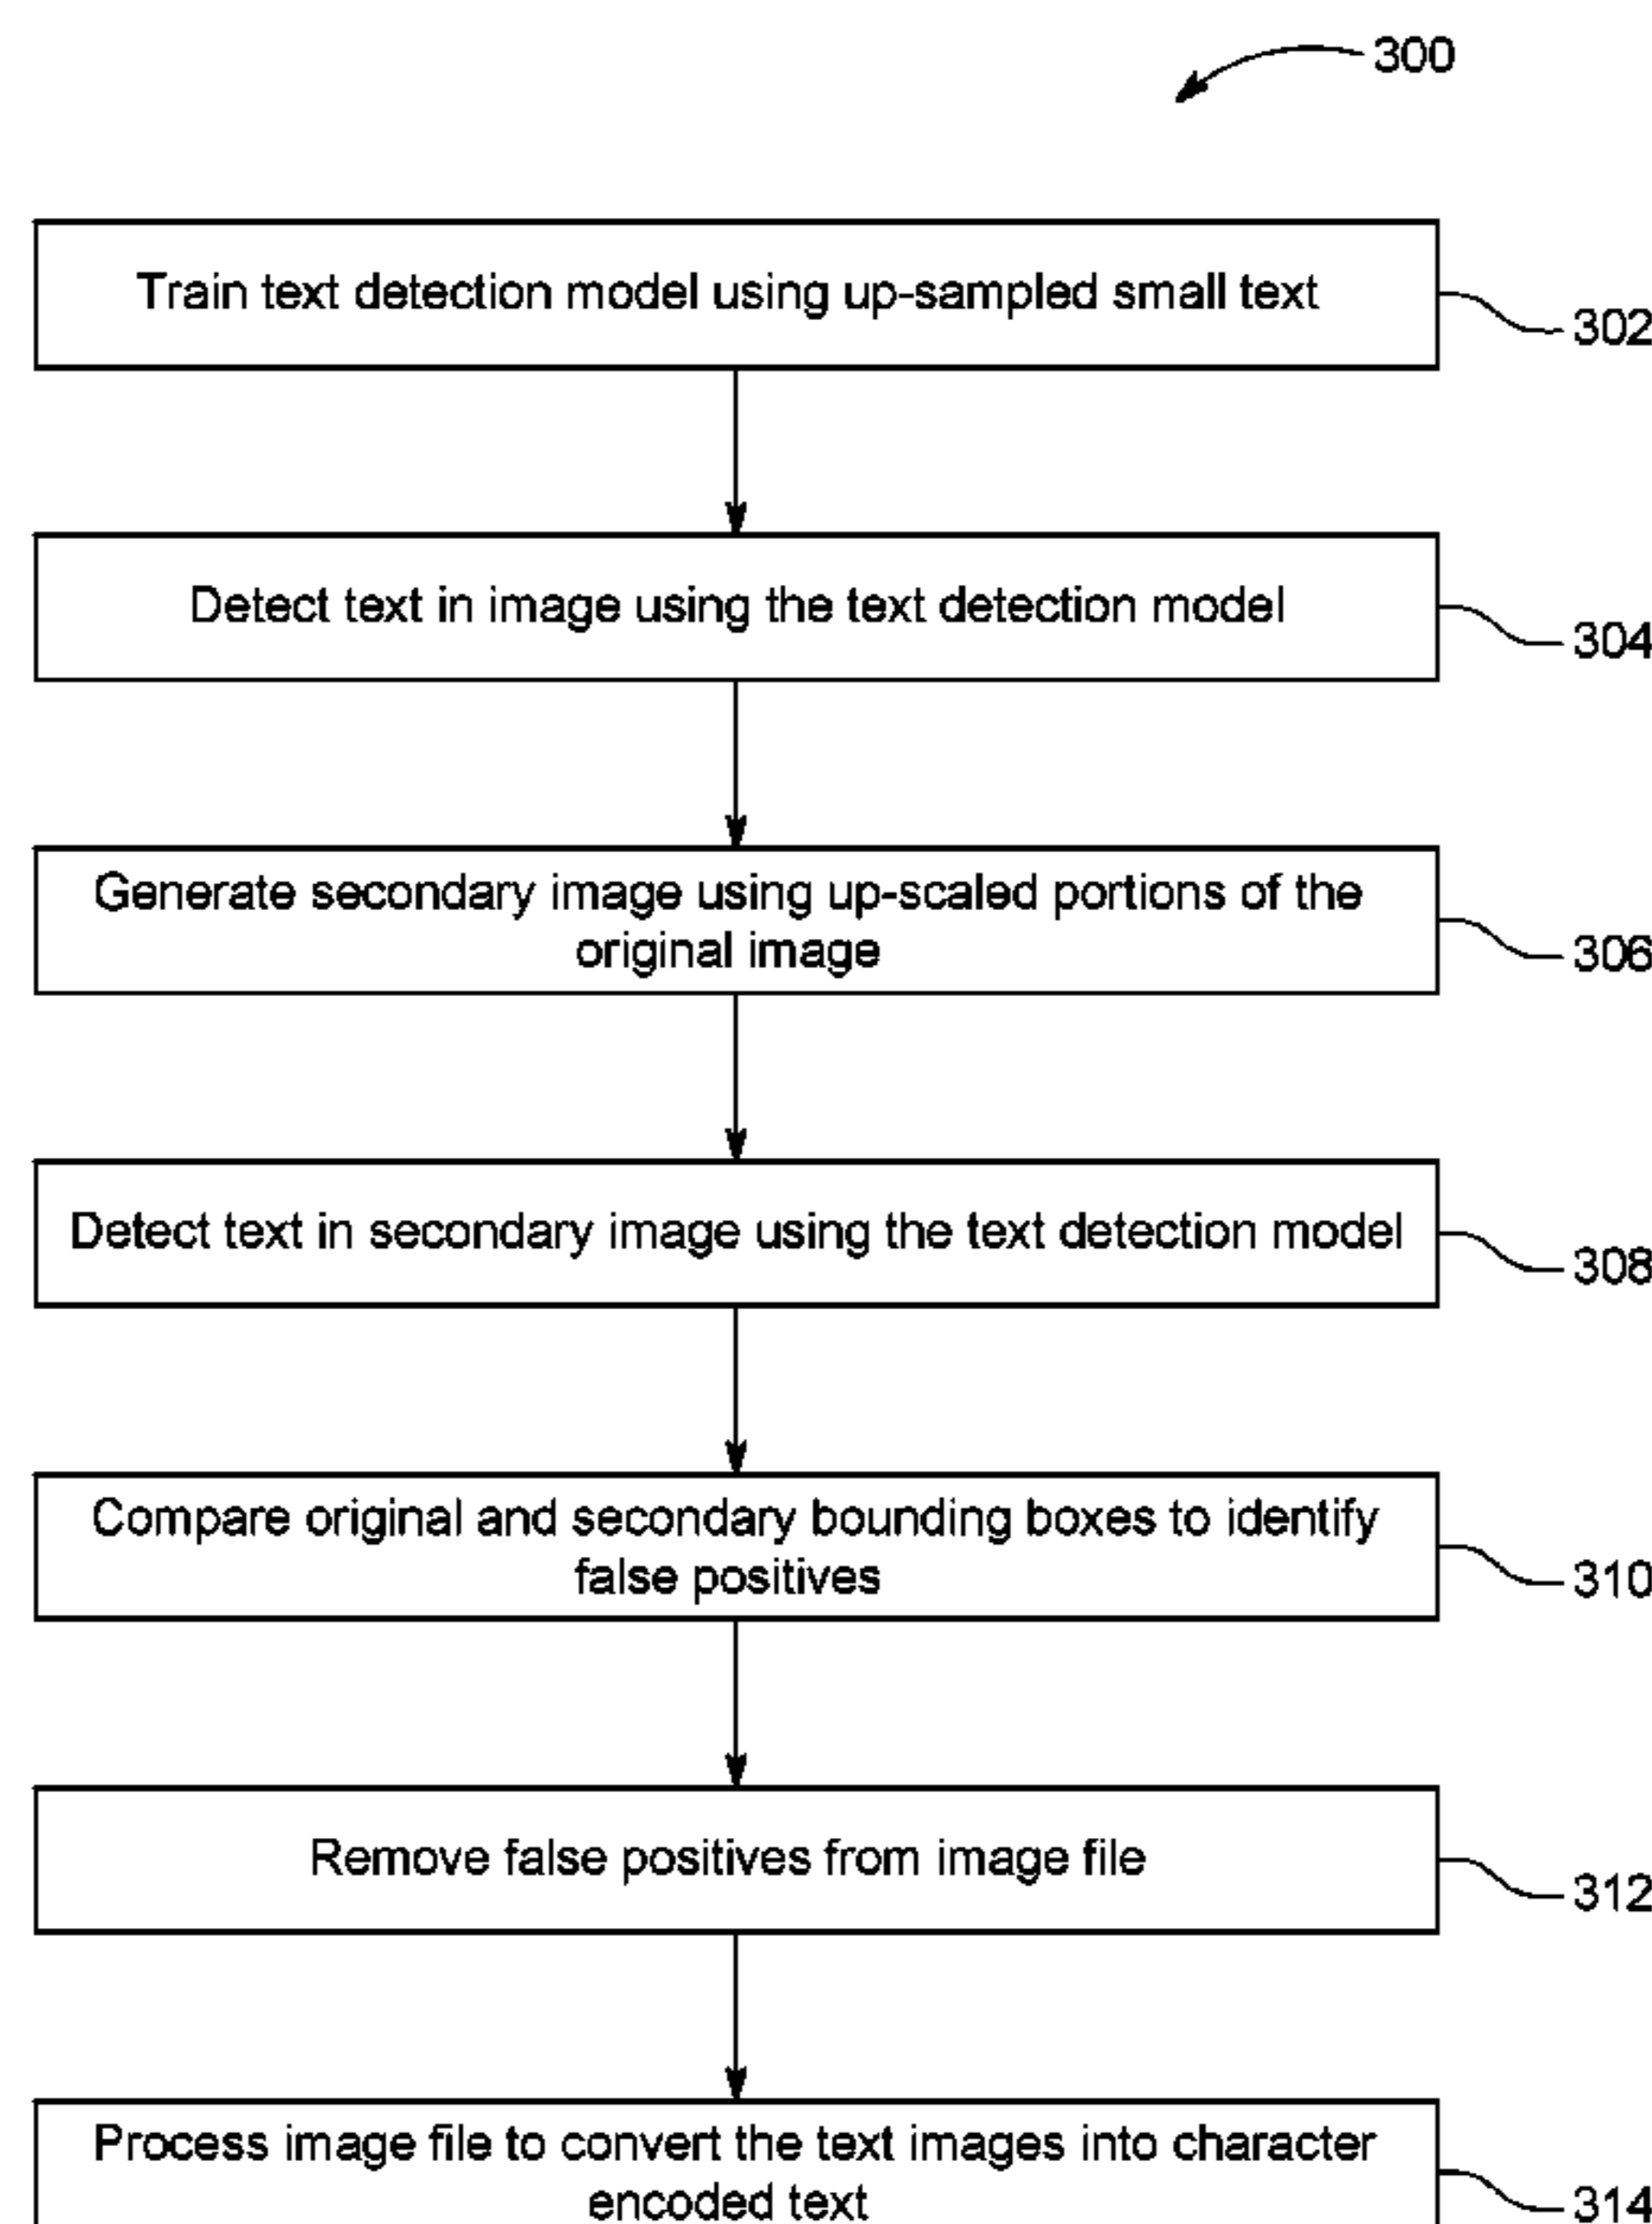 300
Train text detection model using up-sampled small text
302
Detect text in image using the text detection model
304
Generate secondary image using up-scaled portions of the
original image
306
Detect text in secondary image using the text detection model
308
Compare original and secondary bounding boxes to identify
false positives
310
Remove false positives from image file
312
Process image file to convert the text images into character
encoded text
314